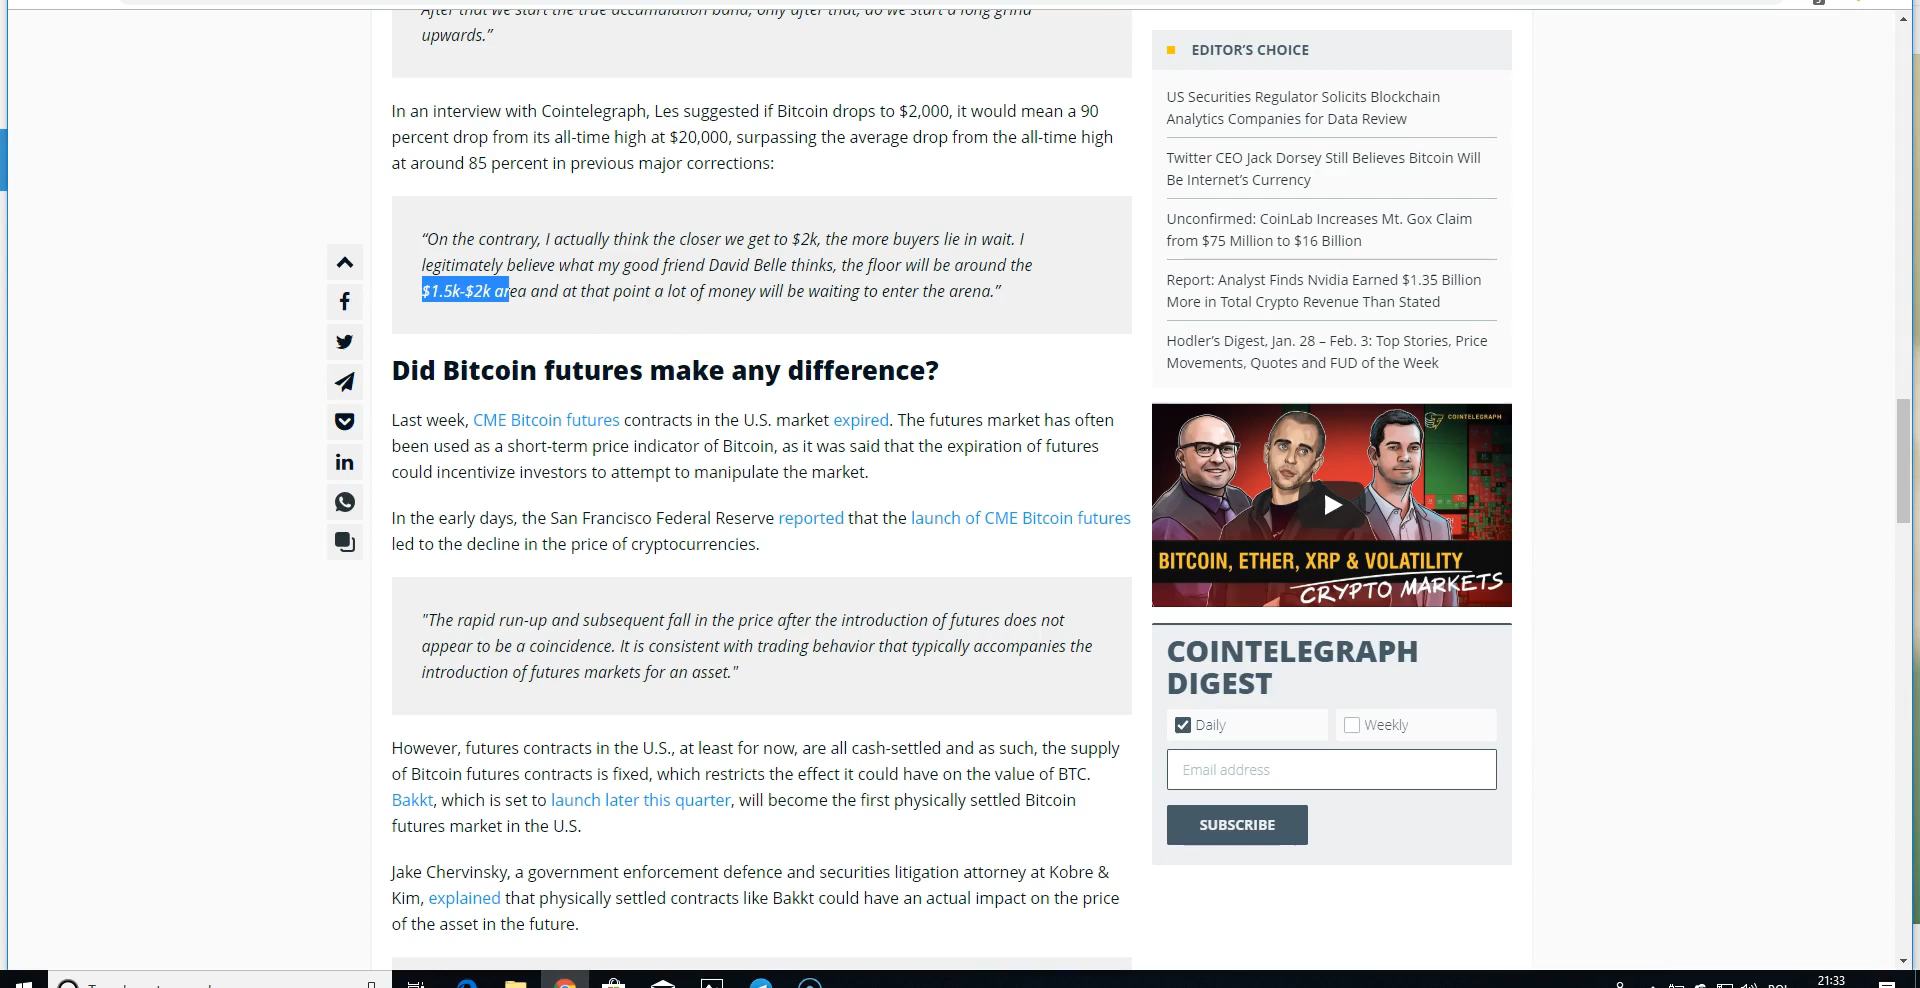 After that we start the true accumulation band, only after that, do we start a long grind
upwards.”
In an interview with Cointelegraph, Les suggested if Bitcoin drops to $2,000, it would mean a 90
percent drop from its all-time high at $20,000, surpassing the average drop from the all-time high
at around 85 percent in previous major corrections:
“On the contrary, I actually think the closer we get to $2k, the more buyers lie in wait. I
legitimately believe what my good friend David Belle thinks, the floor will be around the
$1.5k-$2k area and at that point a lot of money will be waiting to enter the arena.”
Did Bitcoin futures make any difference?
Last week, CME Bitcoin futures contracts in the U.S. market expired. The futures market has often
been used as a short-term price indicator of Bitcoin, as it was said that the expiration of futures
could incentivize investors to attempt to manipulate the market.
In the early days, the San Francisco Federal Reserve reported that the launch of CME Bitcoin futures
led to the decline in the price of cryptocurrencies.
"The rapid run-up and subsequent fall in the price after the introduction of futures does not
appear to be a coincidence. It is consistent with trading behavior that typically accompanies the
introduction of futures markets for an asset."
However, futures contracts in the U.S., at least for now, are all cash-settled and as such, the supply
of Bitcoin futures contracts is fixed, which restricts the effect it could have on the value of BTC.
Bakkt, which is set to launch later this quarter, will become the first physically settled Bitcoin
futures market in the U.S.
Jake Chervinsky, a government enforcement defence and securities litigation attorney at Kobre &
Kim, explained that physically settled contracts like Bakkt could have an actual impact on the price
of the asset in the future.
EDITOR’S CHOICE
US Securities Regulator Solicits Blockchain
Analytics Companies for Data Review
Twitter CEO Jack Dorsey Still Believes Bitcoin Will
Be Internet’s Currency
Unconfirmed: CoinLab Increases Mt. Gox Claim
from $75 Million to $16 Billion
Report: Analyst Finds Nvidia Earned $1.35 Billion
More in Total Crypto Revenue Than Stated
Hodler’s Digest, Jan. 28 – Feb. 3: Top Stories, Price
Movements, Quotes and FUD of the Week
COINTELEGRAPH
BITCOIN, ETHER, XRP & VOLATILITY
CRYPTO MARKETS
COINTELEGRAPH
DIGEST
Daily
Weekly
Email address
SUBSCRIBE
21:33